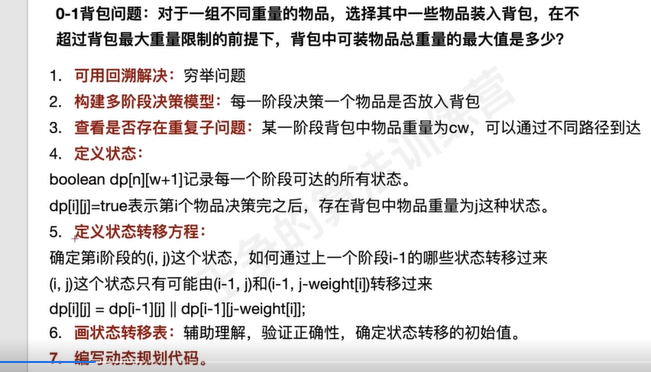 0-1背包问题：对于一组不同重量的物品，选择其中一些物品装入背包，在不
超过背包最大重量限制的前提下，背包中可装物品总重量的最大值是多少？
1. 可用回溯解决：穷举问题
2. 构建多阶段决策模型：每一阶段决策一个物品是否放入背包
3. 查看是否存在重复子问题：某一阶段背包中物品重量为cw，可以通过不同路径到达
4. 定义状态：
boolean dp[n][w+1]记录每一个阶段可达的所有状态。
dp[i][j]=true表示第i个物品决策完之后，存在背包中物品重量为j这种状态。
5. 定义状态转移方程：
确定第i阶段的(i, j)这个状态，如何通过上一个阶段i-1的哪些状态转移过来
(i, j)这个状态只有可能由(i-1, j)和(i-1, j-weight[i])转移过来
dp[i][j] = dp[i-1][j] || dp[i-1][j-weight[i]];
6. 画状态转移表：辅助理解，验证正确性，确定状态转移的初始值。
7. 编写动态规划代码。
王争的算法训练营